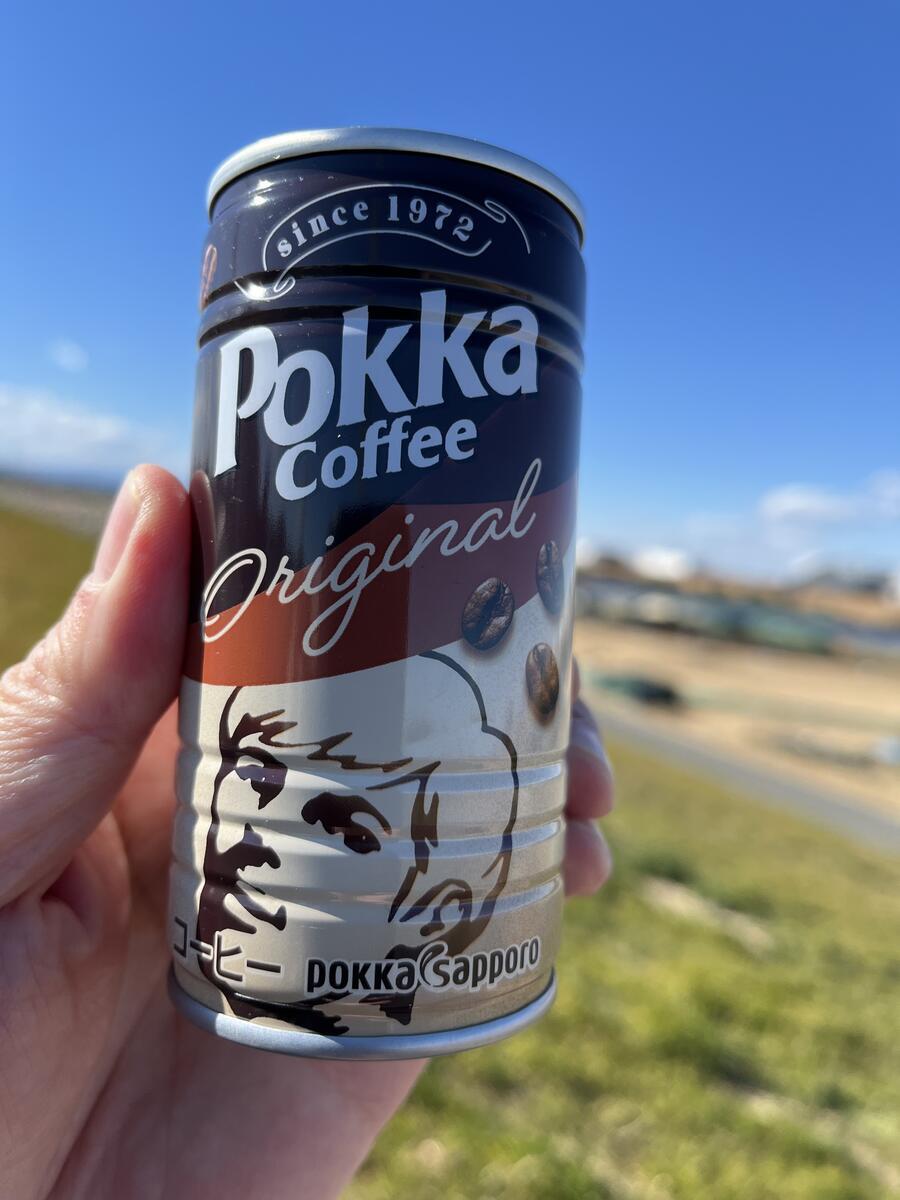 since 1972
Pokka
Coffee
Original
コーヒー
POKKA sapporo